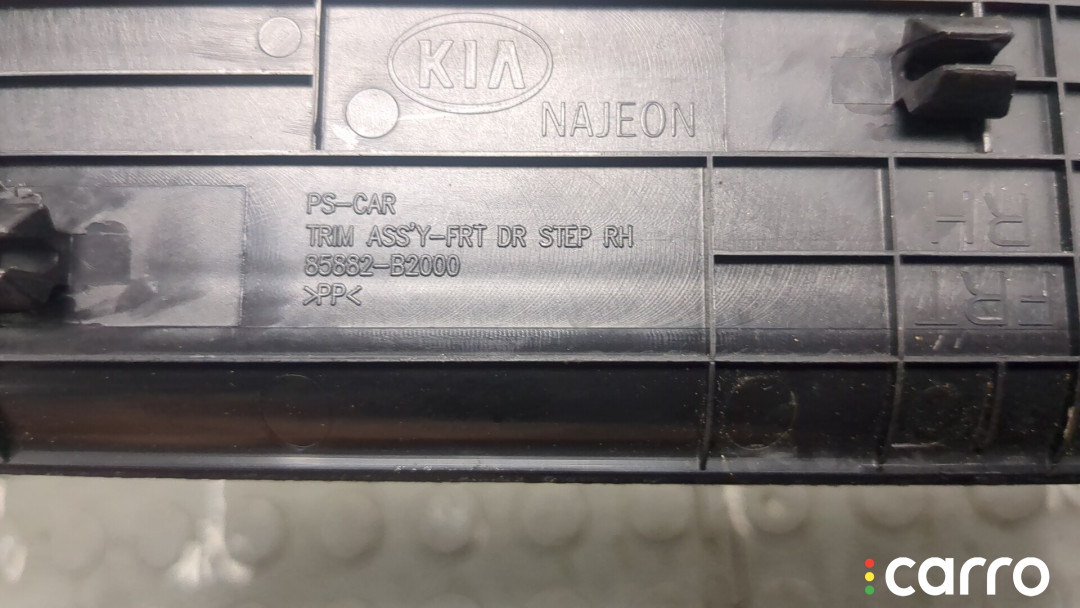 KIA
NAJEON
PS-CAR
TRIM ASS'Y-FRT DR STEP RH
85882-B2000
>PP<
RH
FRT
carro